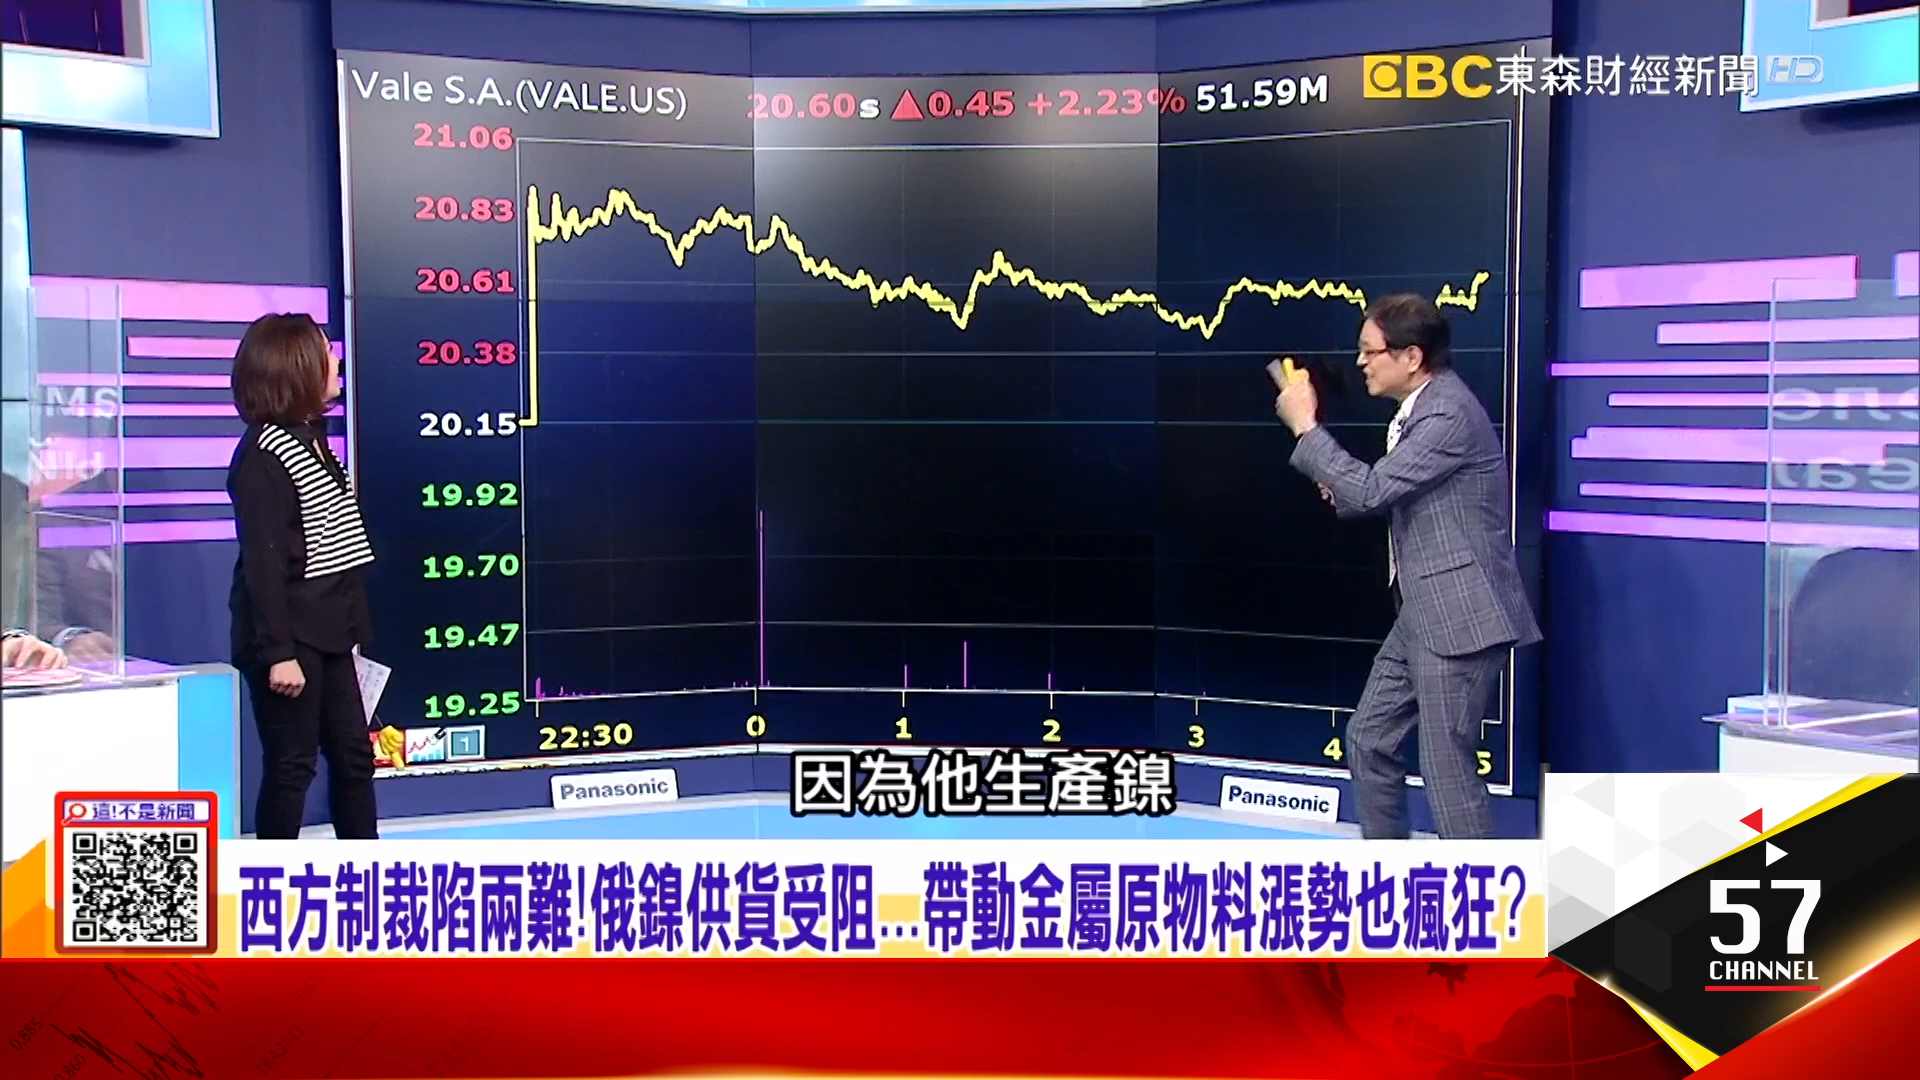 Vale S.A.(VALE.US)
20.60s ▲0.45 +2.23% 51.59M
EBC東森財經新聞HD
21.06
20.83
20.61
20.38
20.15
19.92
19.70
19.47
19.25
22:30 0 1 2 3 4 5
1
Panasonic
Panasonic
因為他生產鎳
這!不是新聞
西方制裁陷兩難!俄鎳供貨受阻...帶動金屬原物料漲勢也瘋狂?
57
CHANNEL